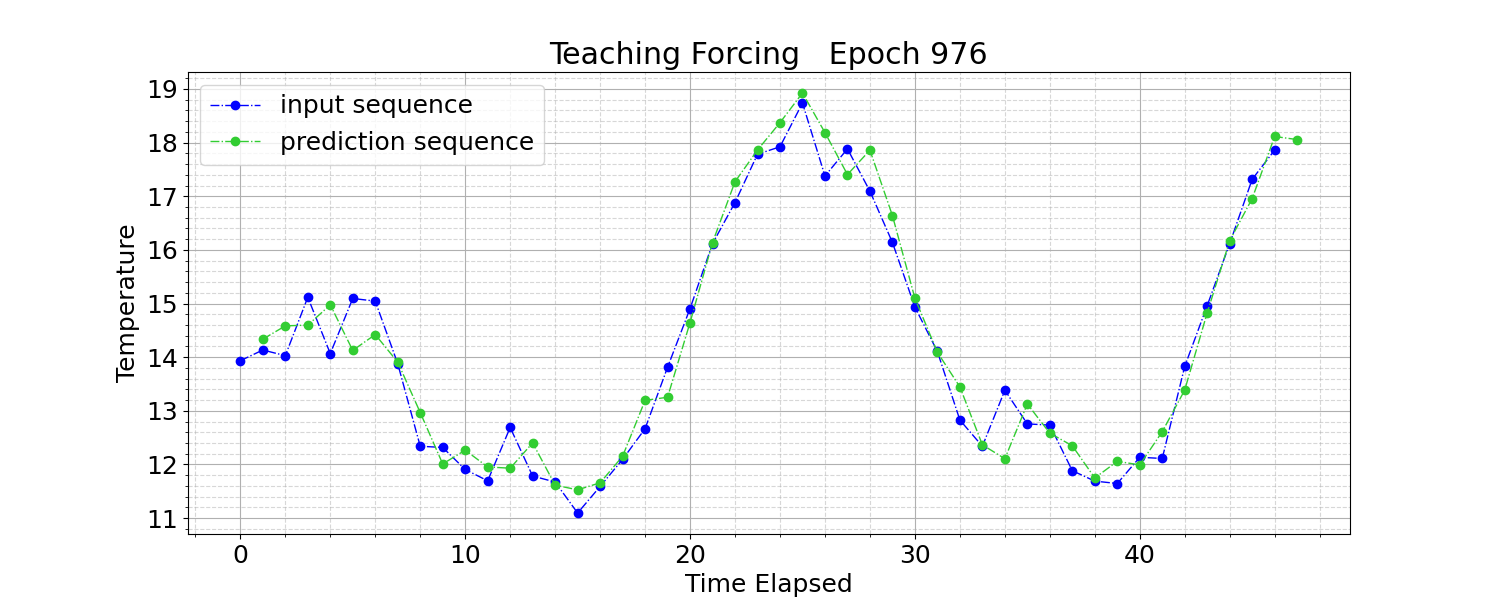 Teaching Forcing   Epoch 976
input sequence
prediction sequence
19
18
17
16
15
14
13
12
11
Temperature
0 10 20 30 40
Time Elapsed